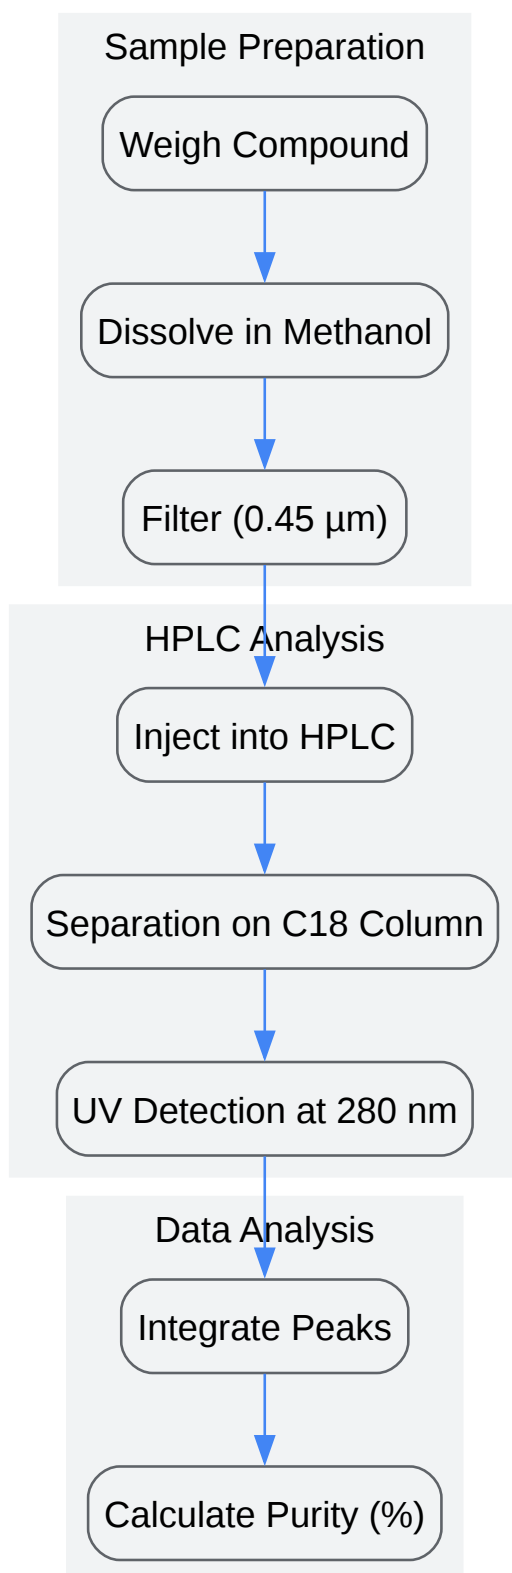 Sample Preparation
Weigh Compound
Dissolve in Methanol
Filter (0.45 µm)
HPLC Analysis
Inject into HPLC
Separation on C18 Column
UV Detection at 280 nm
Data Analysis
Integrate Peaks
Calculate Purity (%)